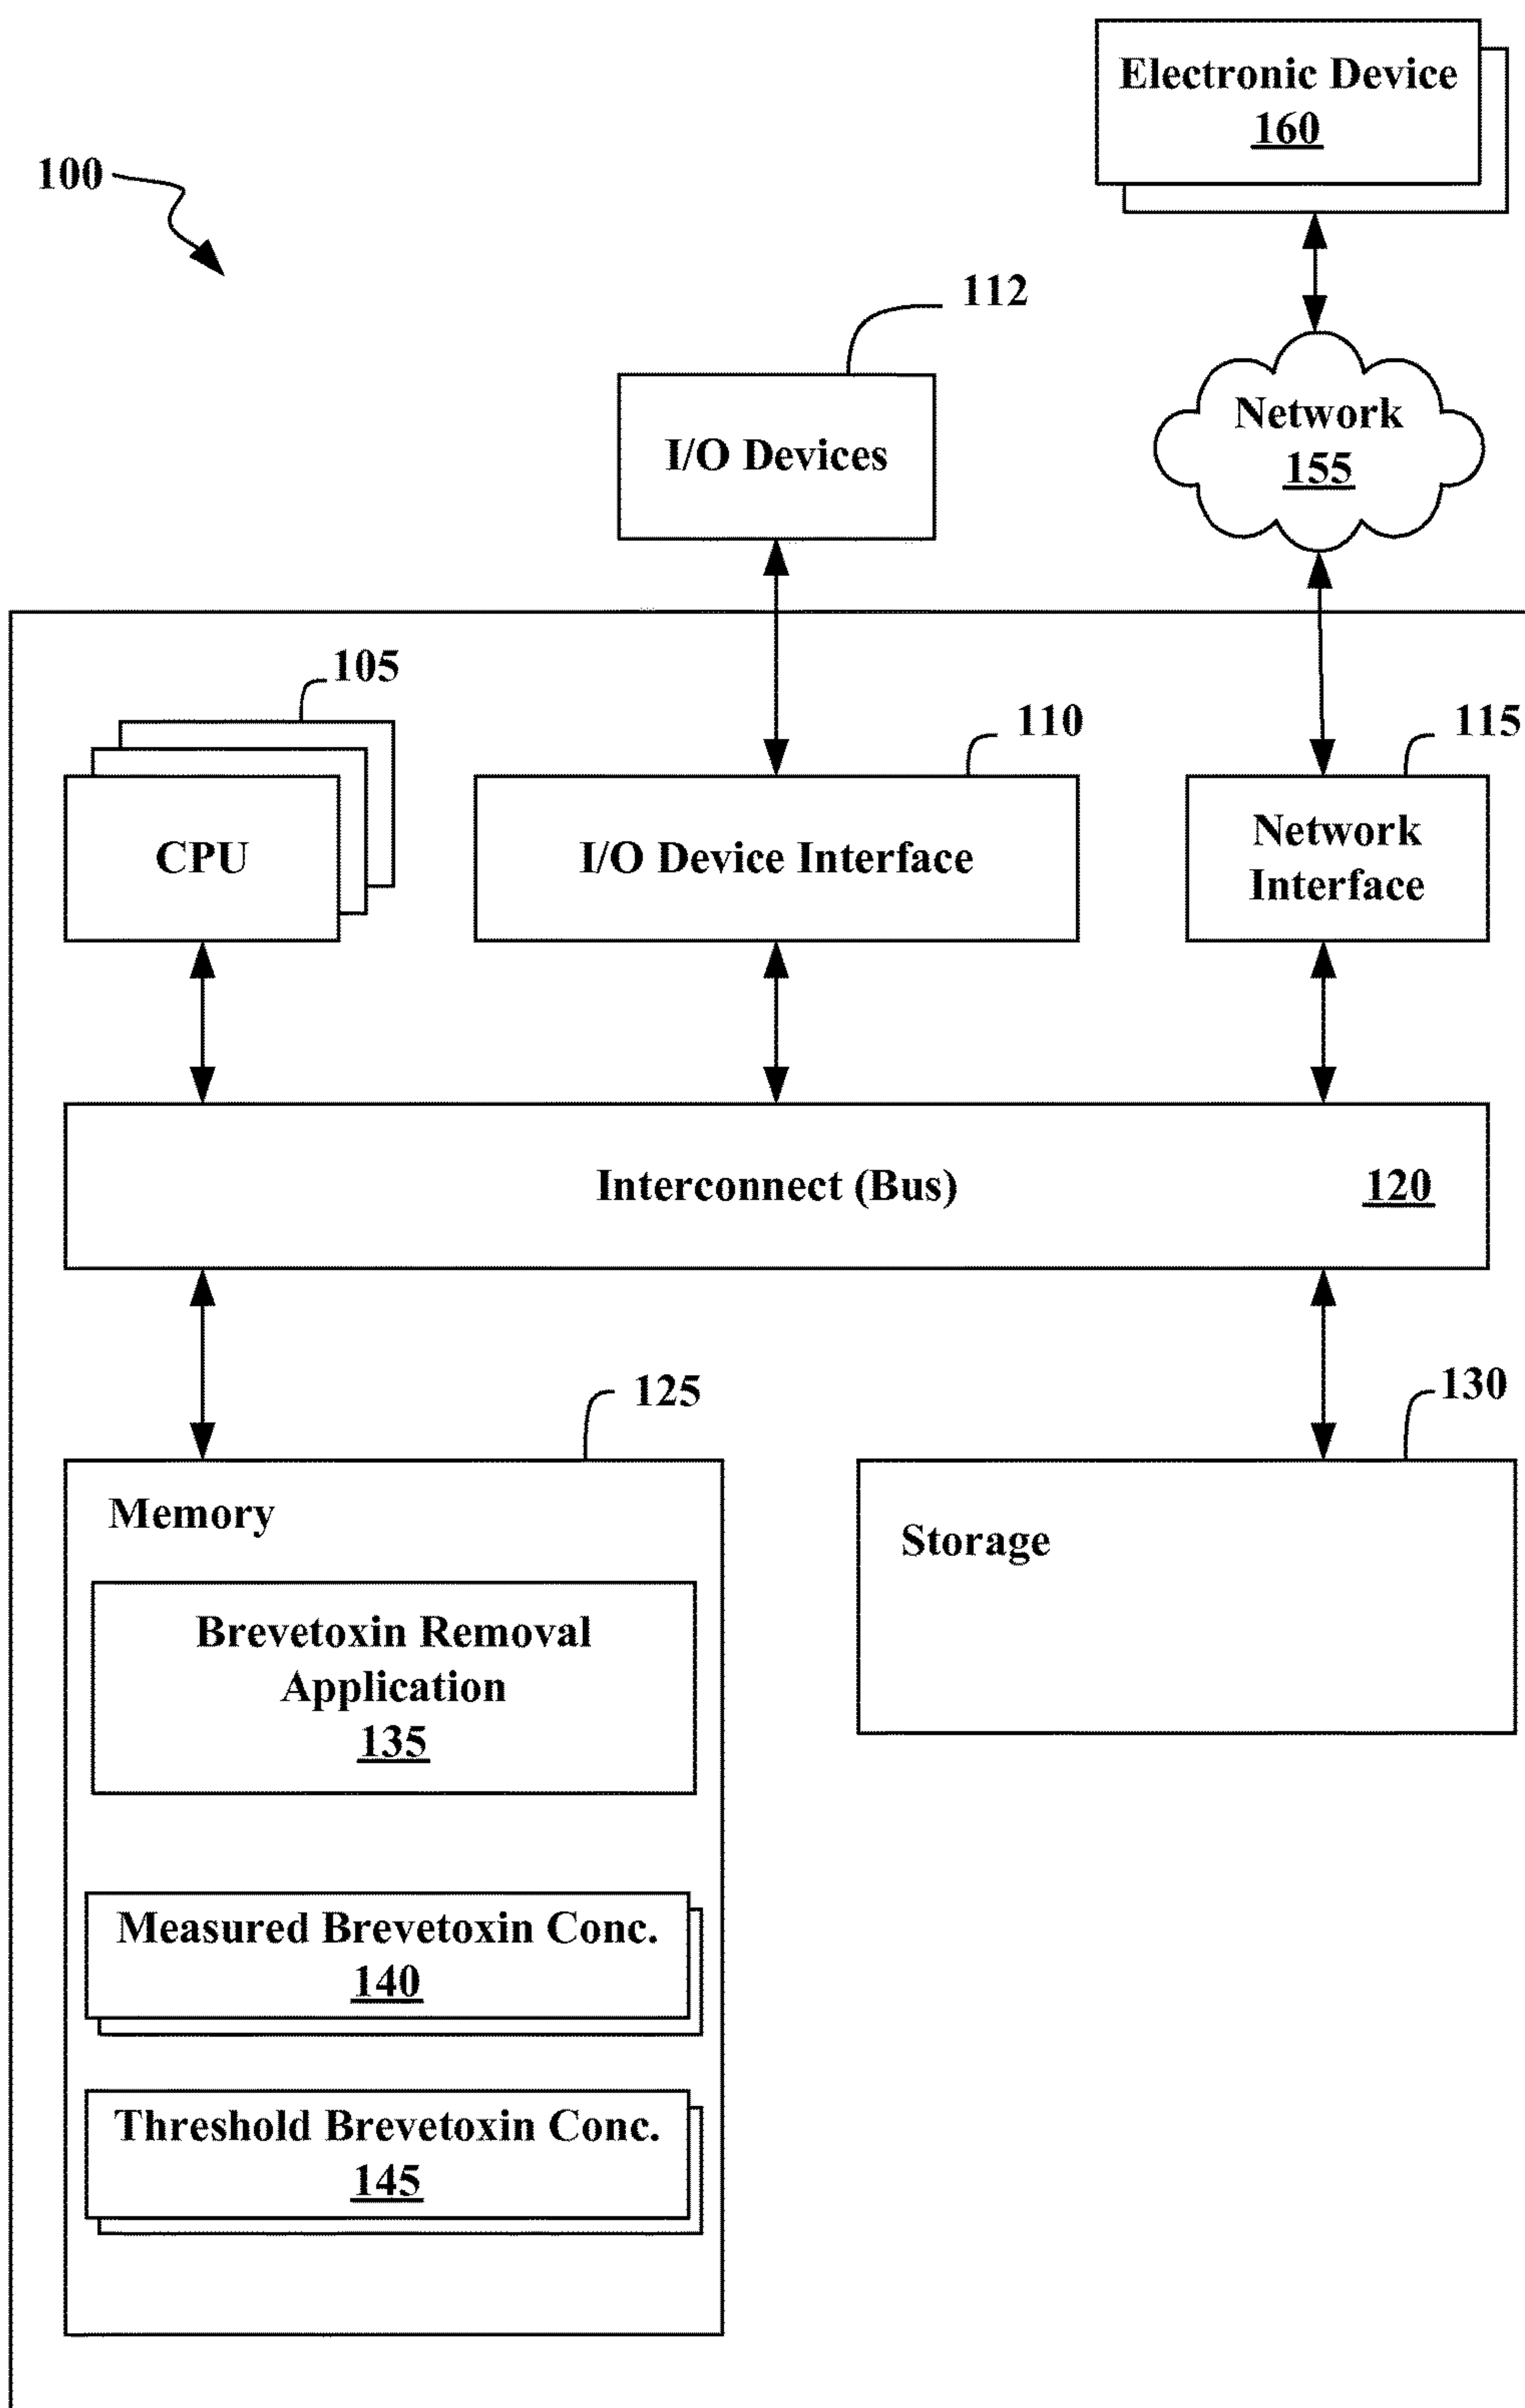 Electronic Device
160
100
112
I/O Devices
Network
155
105
110
115
CPU
I/O Device Interface
Network
Interface
Interconnect (Bus)
120
125
130
Memory
Storage
Brevetoxin Removal
Application
135
Measured Brevetoxin Conc.
140
Threshold Brevetoxin Conc.
145